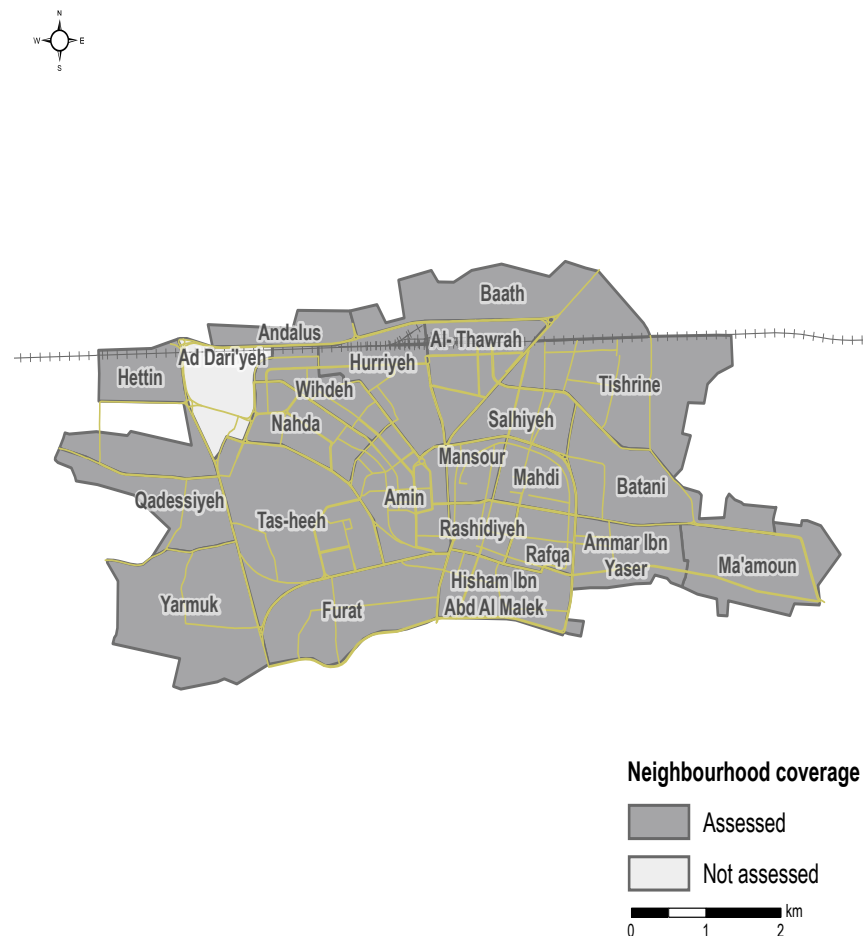 N
W E
S
Baath
Andalus
Al- Thawrah
Ad Dari'yeh
Hurriyeh
Hettin
Wihdeh
Tishrine
Nahda
Salhiyeh
Mansour
Mahdi
Batani
Qadessiyeh
Amin
Tas-heeh
Rashidiyeh
Rafqa
Ammar Ibn
Yaser
Ma'amoun
Hisham Ibn
Abd Al Malek
Yarmuk
Furat
Neighbourhood coverage
Assessed
Not assessed
km
0 1 2